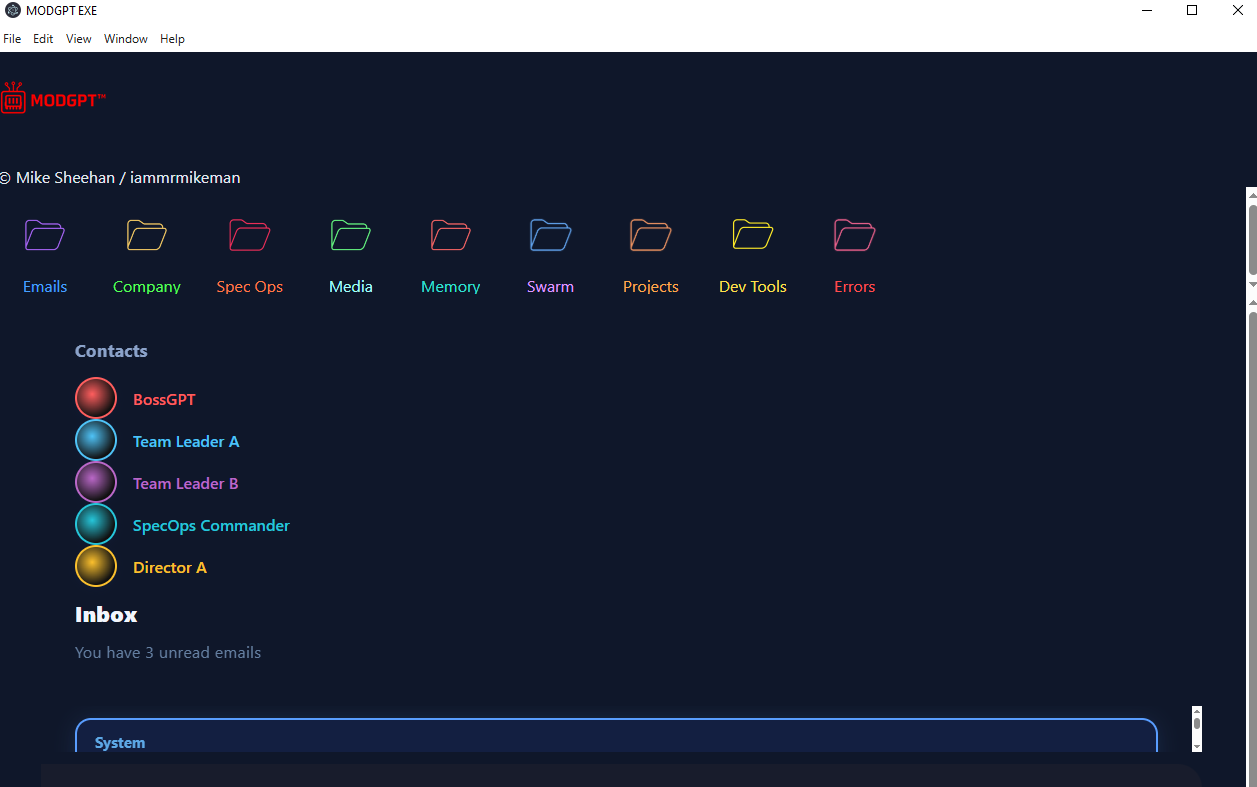 MODGPT EXE
File Edit View Window Help
MODGPT™
© Mike Sheehan / iammrmikeman
Emails Company Spec Ops Media Memory Swarm Projects Dev Tools Errors
Contacts
BossGPT
Team Leader A
Team Leader B
SpecOps Commander
Director A
Inbox
You have 3 unread emails
System